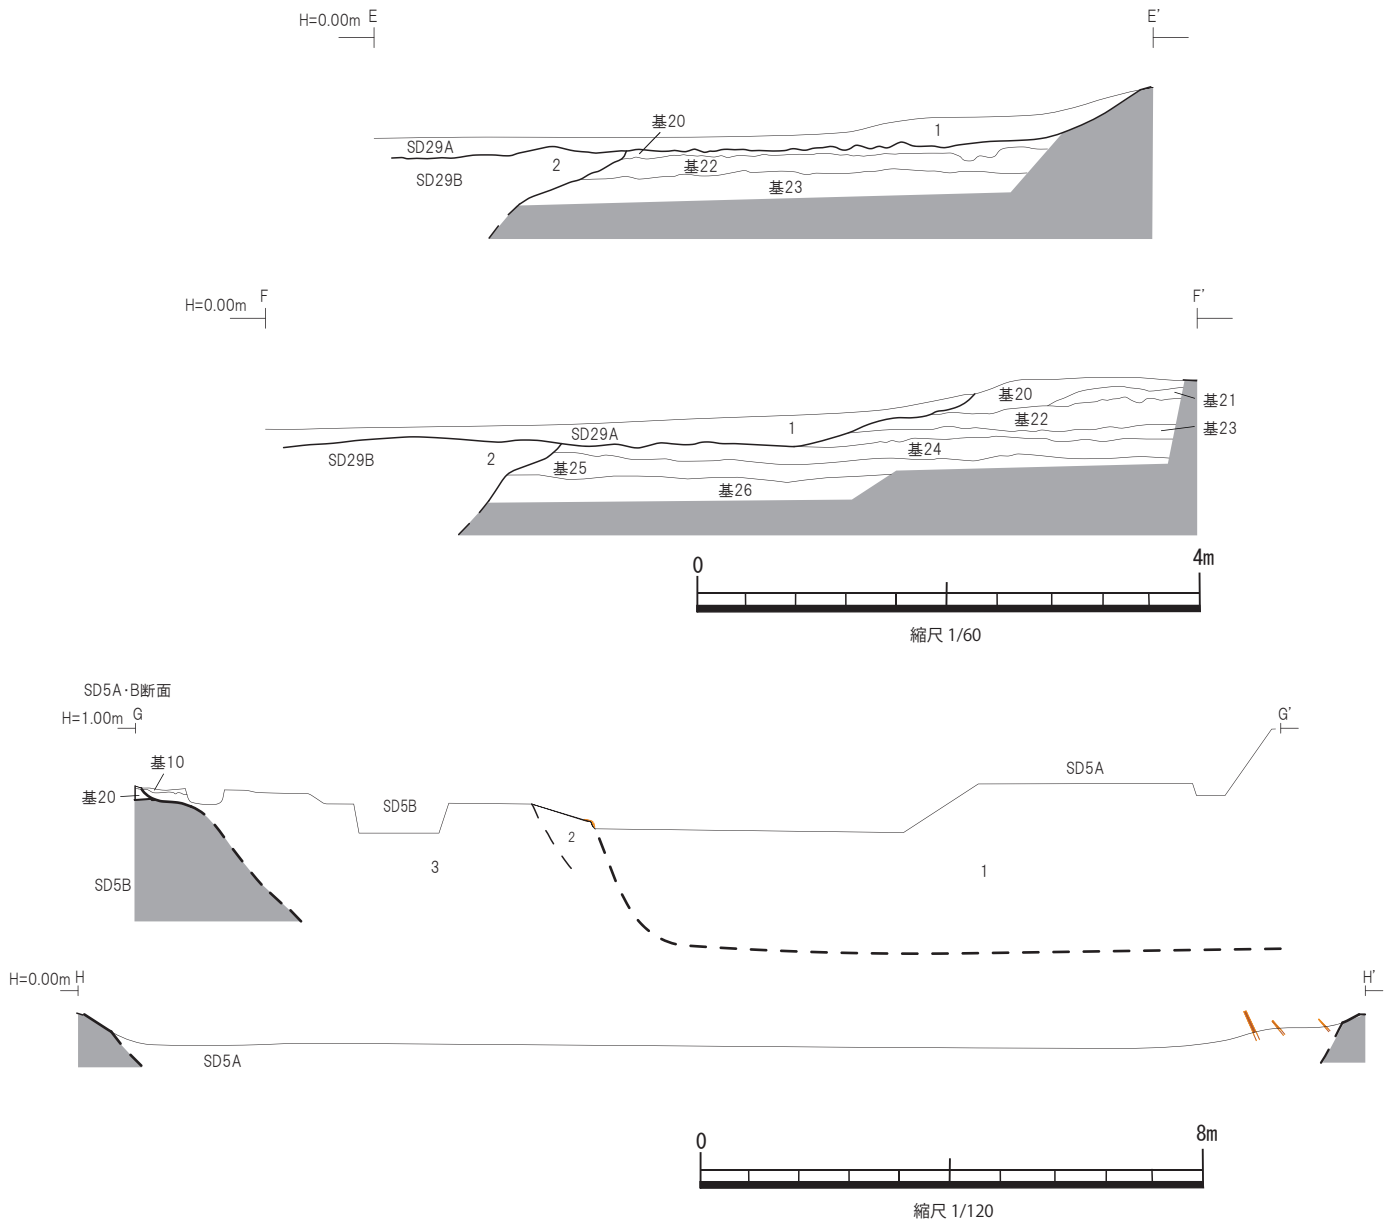 H=0.00m E E'
基20
1
SD29A
2
基22
SD29B
基23
H=0.00m F F'
基20
基21
基22
1
基23
SD29A
基24
SD29B
2
基25
基26
0 4m
縮尺 1/60
SD5A・B断面
H=1.00m G G'
基10
SD5A
基20
SD5B
2
3
1
SD5B
H=0.00m H H'
SD5A
0 8m
縮尺 1/120